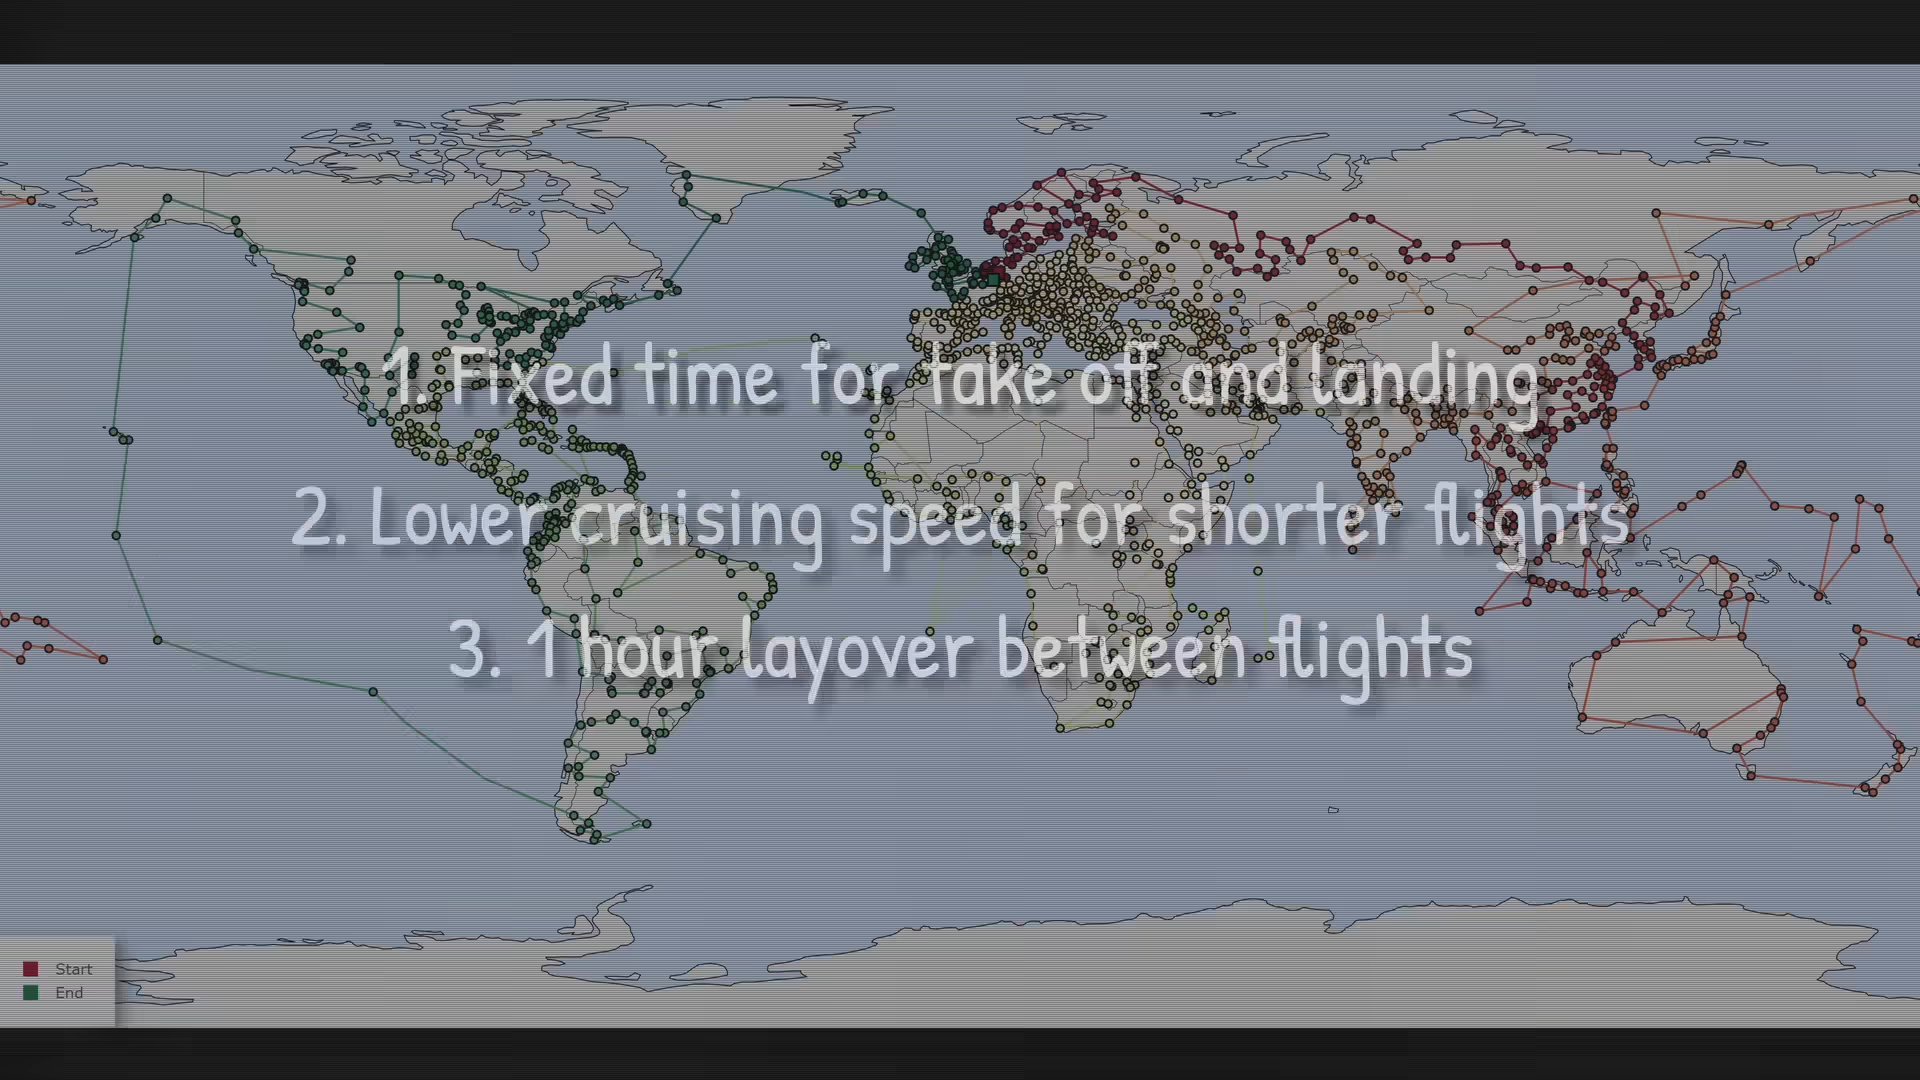 1. Fixed time for take off and landing
2. Lower cruising speed for shorter flights
3. 1 hour layover between flights
Start
End